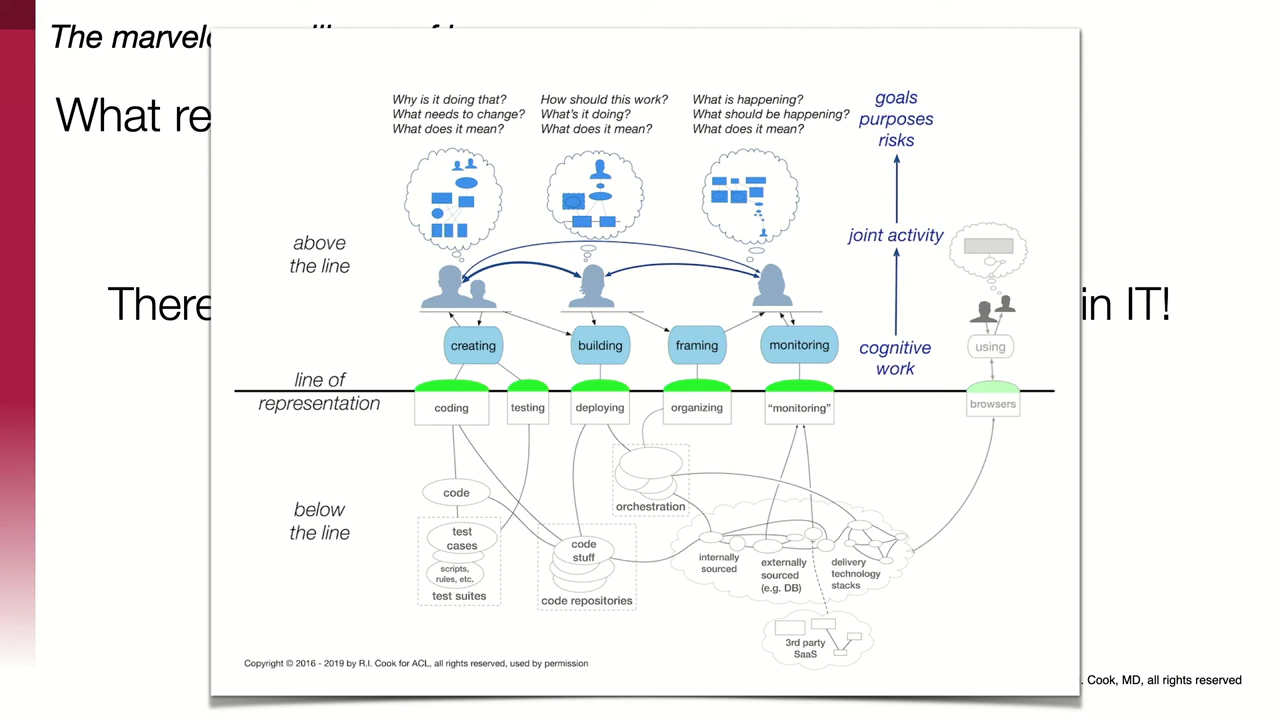 The marvelo
What re
There
in IT!
Why is it doing that?
What needs to change?
What does it mean?
How should this work?
What's it doing?
What does it mean?
What is happening?
What should be happening?
What does it mean?
goals
purposes
risks
above
the line
joint activity
creating
building
framing
monitoring
cognitive
work
using
line of
representation
coding
testing
deploying
organizing
“monitoring”
browsers
below
the line
code
test
cases
scripts,
rules, etc.
test suites
code
stuff
code repositories
orchestration
internally
sourced
externally
sourced
(e.g. DB)
delivery
technology
stacks
3rd party
SaaS
Copyright © 2016 - 2019 by R.I. Cook for ACL, all rights reserved, used by permission
. Cook, MD, all rights reserved